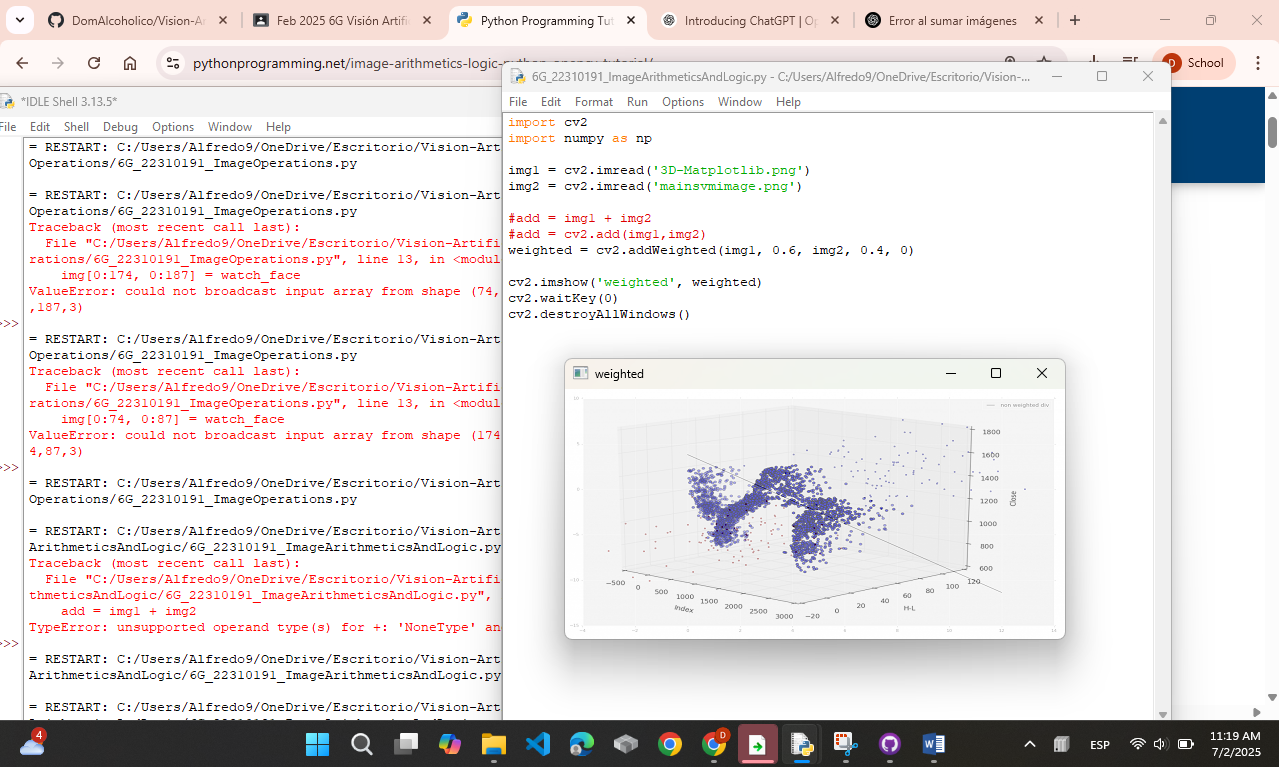 DomAlcoholico/Vision-Ar
Feb 2025 6G Visión Artifi
Python Programming Tut
Introducing ChatGPT | Op
Error al sumar imágenes
pythonprogramming.net/image-arithmetics-logic-python-opencv-tutorial/
School
*IDLE Shell 3.13.5*
File Edit Shell Debug Options Window Help
= RESTART: C:/Users/Alfredo9/OneDrive/Escritorio/Vision-Art
Operations/6G_22310191_ImageOperations.py
= RESTART: C:/Users/Alfredo9/OneDrive/Escritorio/Vision-Art
Operations/6G_22310191_ImageOperations.py
Traceback (most recent call last):
File "C:/Users/Alfredo9/OneDrive/Escritorio/Vision-Artifi
rations/6G_22310191_ImageOperations.py", line 13, in <modul
img[0:174, 0:187] = watch_face
ValueError: could not broadcast input array from shape (74,
,187,3)
>>>
= RESTART: C:/Users/Alfredo9/OneDrive/Escritorio/Vision-Art
Operations/6G_22310191_ImageOperations.py
Traceback (most recent call last):
File "C:/Users/Alfredo9/OneDrive/Escritorio/Vision-Artifi
rations/6G_22310191_ImageOperations.py", line 13, in <modul
img[0:74, 0:87] = watch_face
ValueError: could not broadcast input array from shape (174
4,87,3)
>>>
= RESTART: C:/Users/Alfredo9/OneDrive/Escritorio/Vision-Art
Operations/6G_22310191_ImageOperations.py
= RESTART: C:/Users/Alfredo9/OneDrive/Escritorio/Vision-Art
ArithmeticsAndLogic/6G_22310191_ImageArithmeticsAndLogic.py
Traceback (most recent call last):
File "C:/Users/Alfredo9/OneDrive/Escritorio/Vision-Artifi
thmeticsAndLogic/6G_22310191_ImageArithmeticsAndLogic.py",
add = img1 + img2
TypeError: unsupported operand type(s) for +: 'NoneType' an
>>>
= RESTART: C:/Users/Alfredo9/OneDrive/Escritorio/Vision-Art
ArithmeticsAndLogic/6G_22310191_ImageArithmeticsAndLogic.py
= RESTART: C:/Users/Alfredo9/OneDrive/Escritorio/Vision-Art
6G_22310191_ImageArithmeticsAndLogic.py - C:/Users/Alfredo9/OneDrive/Escritorio/Vision-...
File Edit Format Run Options Window Help
import cv2
import numpy as np
img1 = cv2.imread('3D-Matplotlib.png')
img2 = cv2.imread('mainsvmimage.png')
#add = img1 + img2
#add = cv2.add(img1,img2)
weighted = cv2.addWeighted(img1, 0.6, img2, 0.4, 0)
cv2.imshow('weighted', weighted)
cv2.waitKey(0)
cv2.destroyAllWindows()
weighted
non weighted div
1800
1600
1400
1200
1000
800
600
Close
−500 0 500 1000 1500 2000 2500 3000
Index
−20 0 20 40 60 80 100 120
H-L
4
D
ESP
11:19 AM
7/2/2025